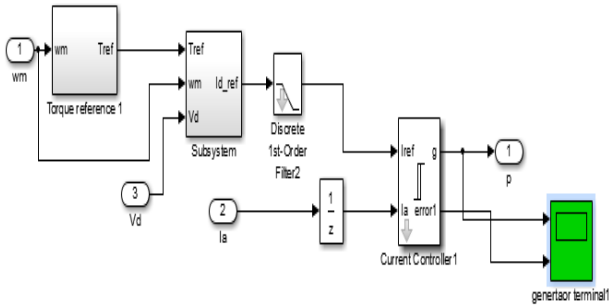 1
wm
wm
Tref
Torque reference 1
Tref
wm
Vd
Id_ref
Subsystem
Discrete
1st-Order
Filter2
3
Vd
2
Ia
1
z
Iref
Ia
g
error1
Current Controller1
1
p
genertaor terminal1